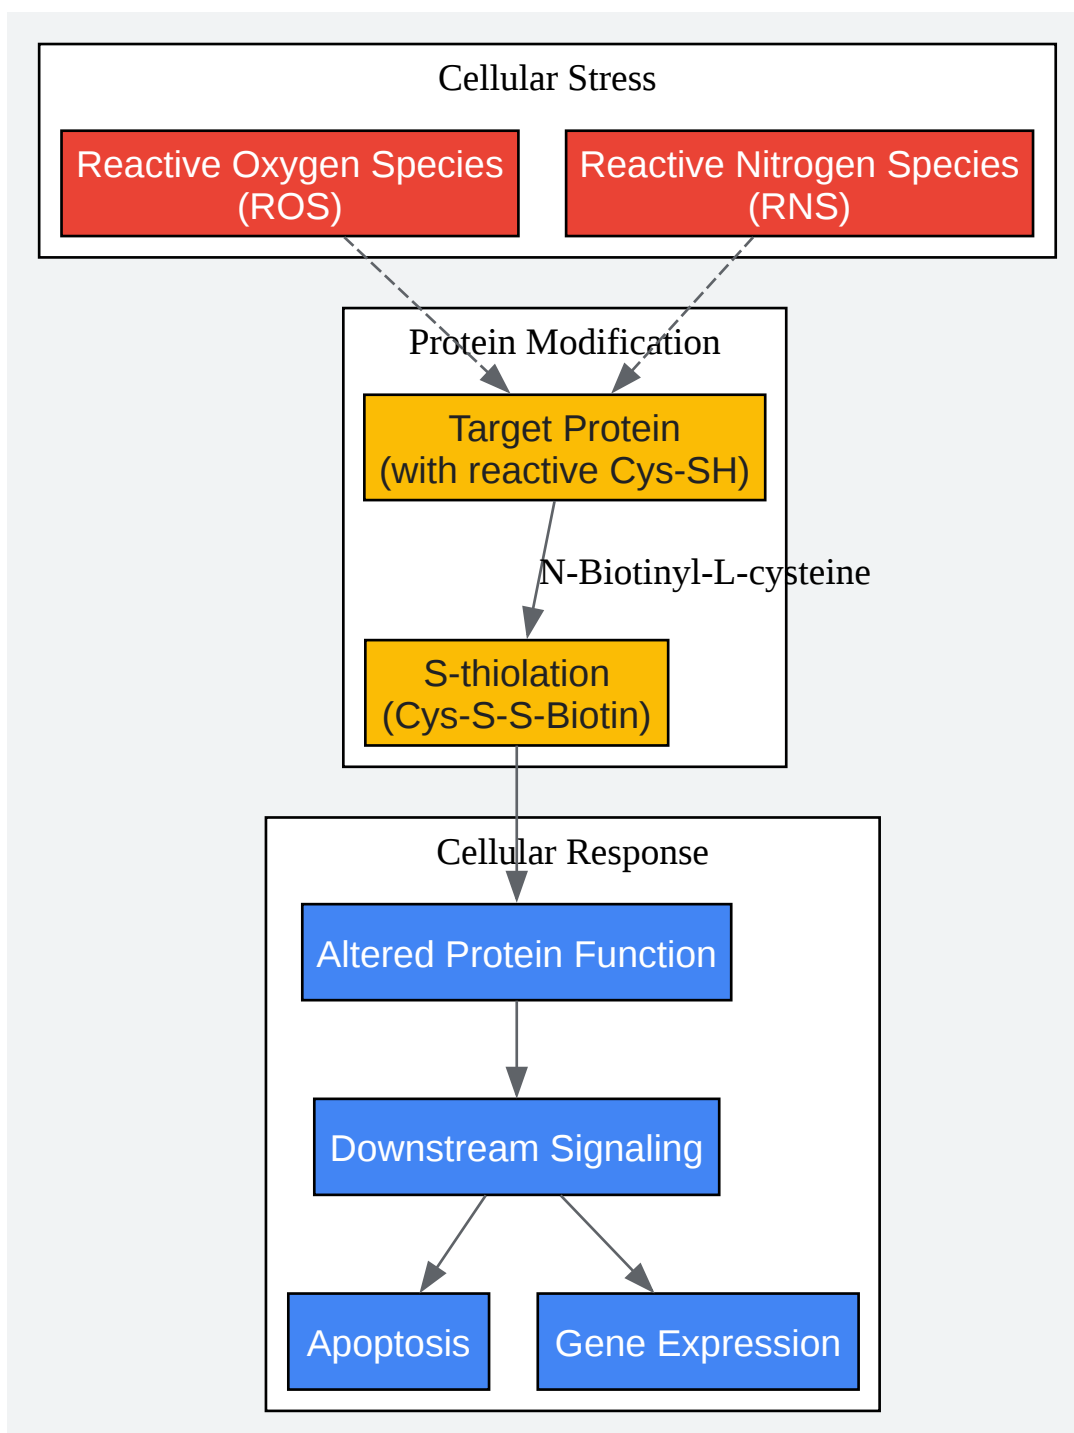 Cellular Stress
Reactive Oxygen Species
(ROS)
Reactive Nitrogen Species
(RNS)
Protein Modification
Target Protein
(with reactive Cys-SH)
N-Biotinyl-L-cysteine
S-thiolation
(Cys-S-S-Biotin)
Cellular Response
Altered Protein Function
Downstream Signaling
Apoptosis
Gene Expression